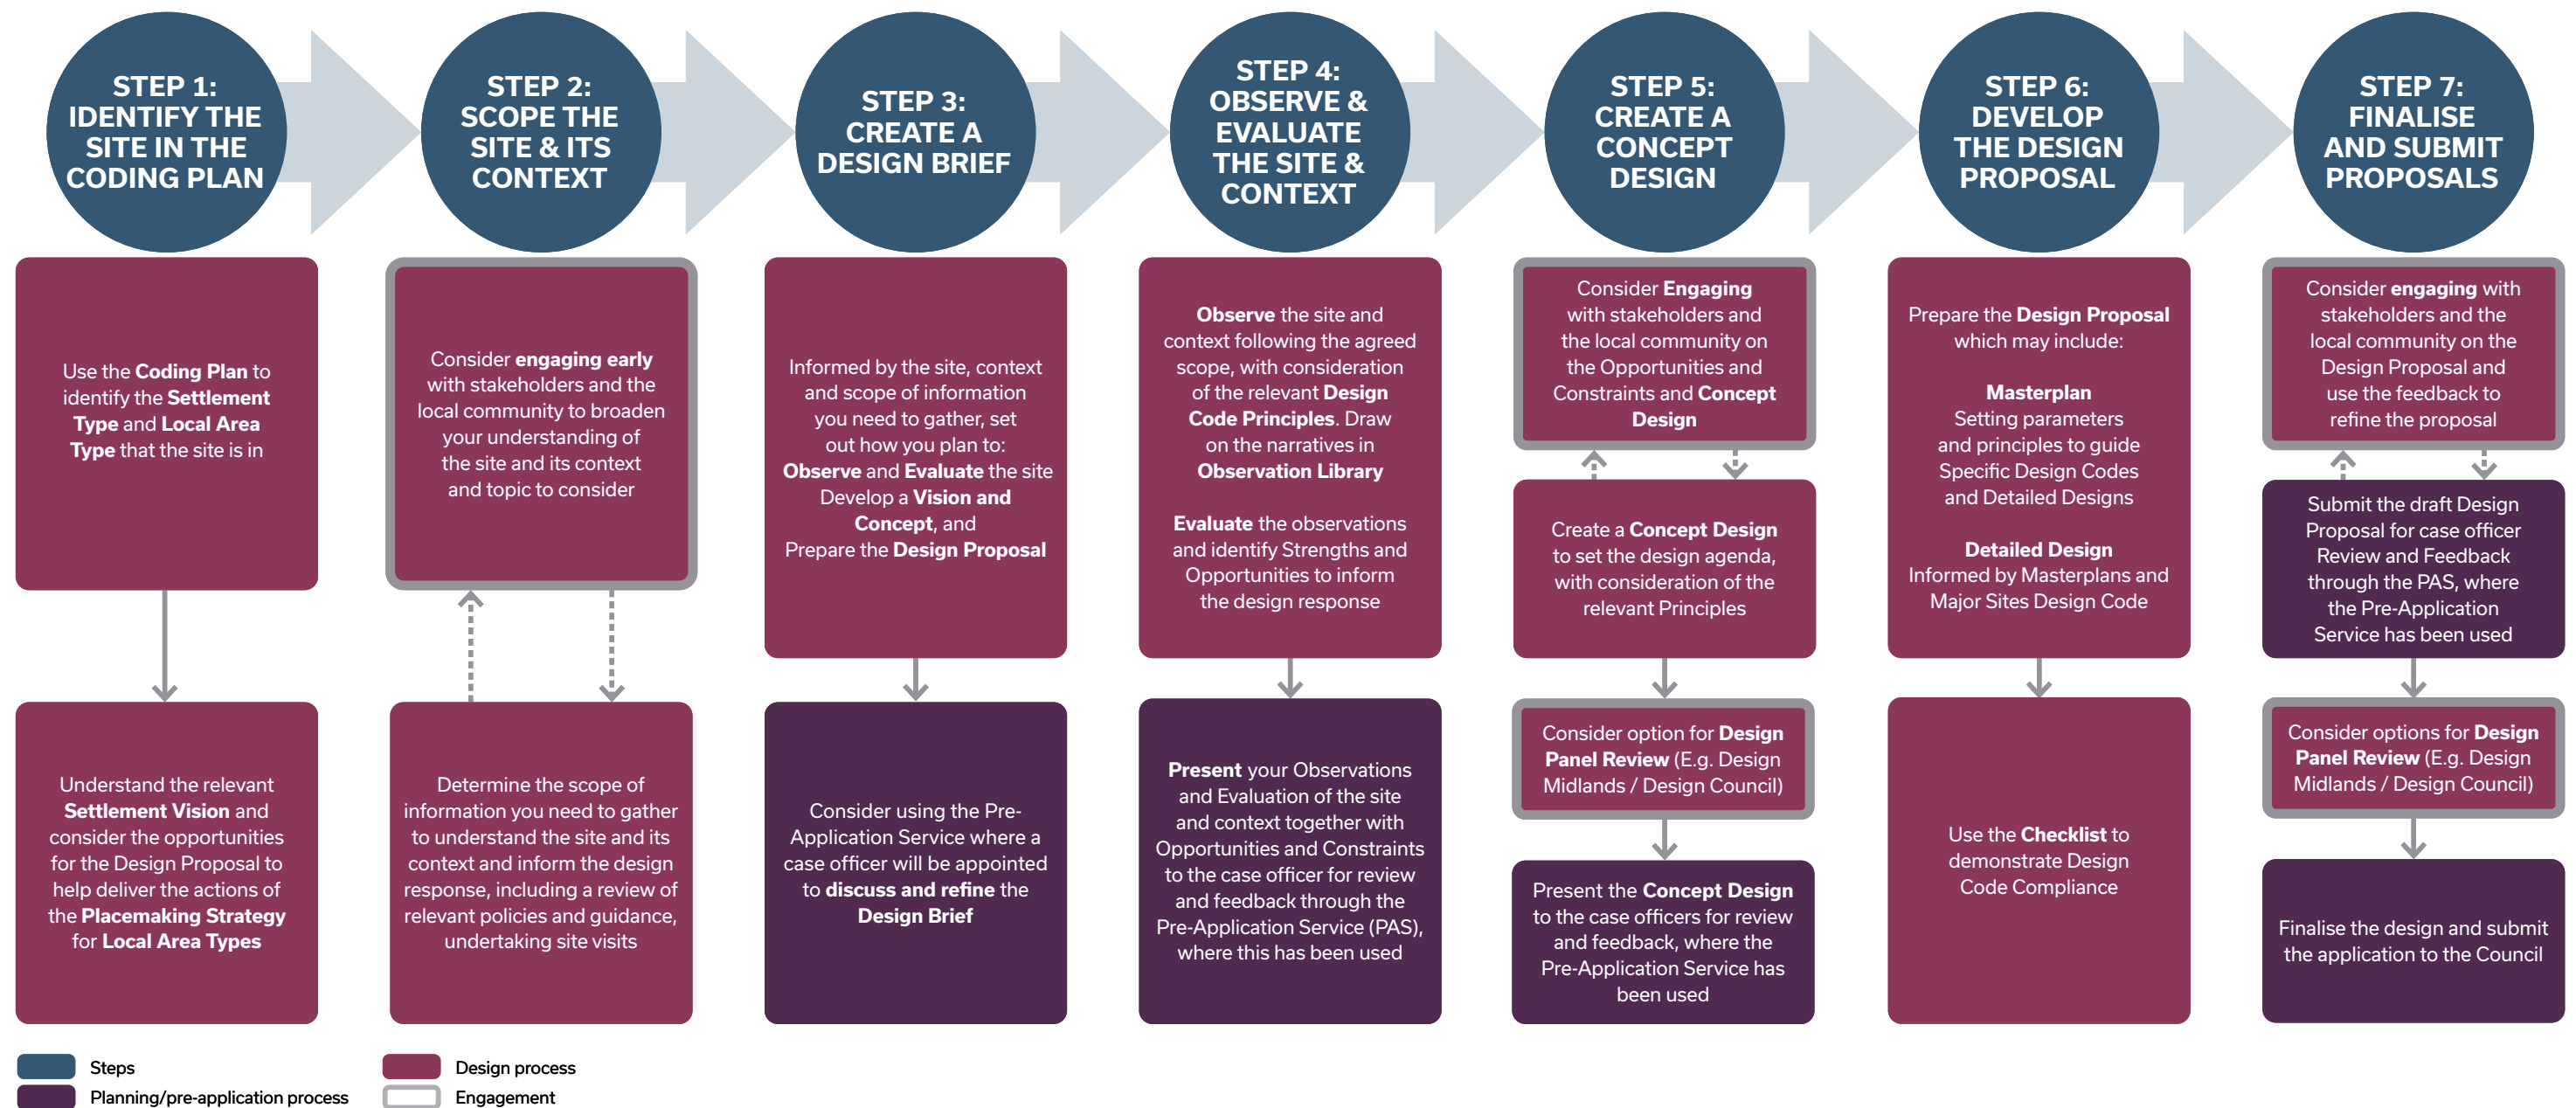 STEP 1:
IDENTIFY THE
SITE IN THE
CODING PLAN
STEP 2:
SCOPE THE
SITE & ITS
CONTEXT
STEP 3:
CREATE A
DESIGN BRIEF
STEP 4:
OBSERVE &
EVALUATE
THE SITE &
CONTEXT
STEP 5:
CREATE A
CONCEPT
DESIGN
STEP 6:
DEVELOP
THE DESIGN
PROPOSAL
STEP 7:
FINALISE
AND SUBMIT
PROPOSALS
Use the Coding Plan to
identify the Settlement
Type and Local Area
Type that the site is in
Understand the relevant
Settlement Vision and
consider the opportunities
for the Design Proposal to
help deliver the actions of
the Placemaking Strategy
for Local Area Types
Consider engaging early
with stakeholders and the
local community to broaden
your understanding of
the site and its context
and topic to consider
Determine the scope of
information you need to gather
to understand the site and its
context and inform the design
response, including a review of
relevant policies and guidance,
undertaking site visits
Informed by the site, context
and scope of information
you need to gather, set
out how you plan to:
Observe and Evaluate the site
Develop a Vision and
Concept, and
Prepare the Design Proposal
Consider using the Pre-
Application Service where a
case officer will be appointed
to discuss and refine the
Design Brief
Observe the site and
context following the agreed
scope, with consideration
of the relevant Design
Code Principles. Draw
on the narratives in
Observation Library
Evaluate the observations
and identify Strengths and
Opportunities to inform
the design response
Present your Observations
and Evaluation of the site
and context together with
Opportunities and Constraints
to the case officer for review
and feedback through the
Pre-Application Service (PAS),
where this has been used
Consider Engaging
with stakeholders and
the local community on
the Opportunities and
Constraints and Concept
Design
Create a Concept Design
to set the design agenda,
with consideration of the
relevant Principles
Consider option for Design
Panel Review (E.g. Design
Midlands / Design Council)
Present the Concept Design
to the case officers for review
and feedback, where the
Pre-Application Service has
been used
Prepare the Design Proposal
which may include:
Masterplan
Setting parameters
and principles to guide
Specific Design Codes
and Detailed Designs
Detailed Design
Informed by Masterplans and
Major Sites Design Code
Use the Checklist to
demonstrate Design
Code Compliance
Consider engaging with
stakeholders and the
local community on the
Design Proposal and
use the feedback to
refine the proposal
Submit the draft Design
Proposal for case officer
Review and Feedback
through the PAS, where
the Pre-Application
Service has been used
Consider options for Design
Panel Review (E.g. Design
Midlands / Design Council)
Finalise the design and submit
the application to the Council
Steps
Design process
Planning/pre-application process
Engagement